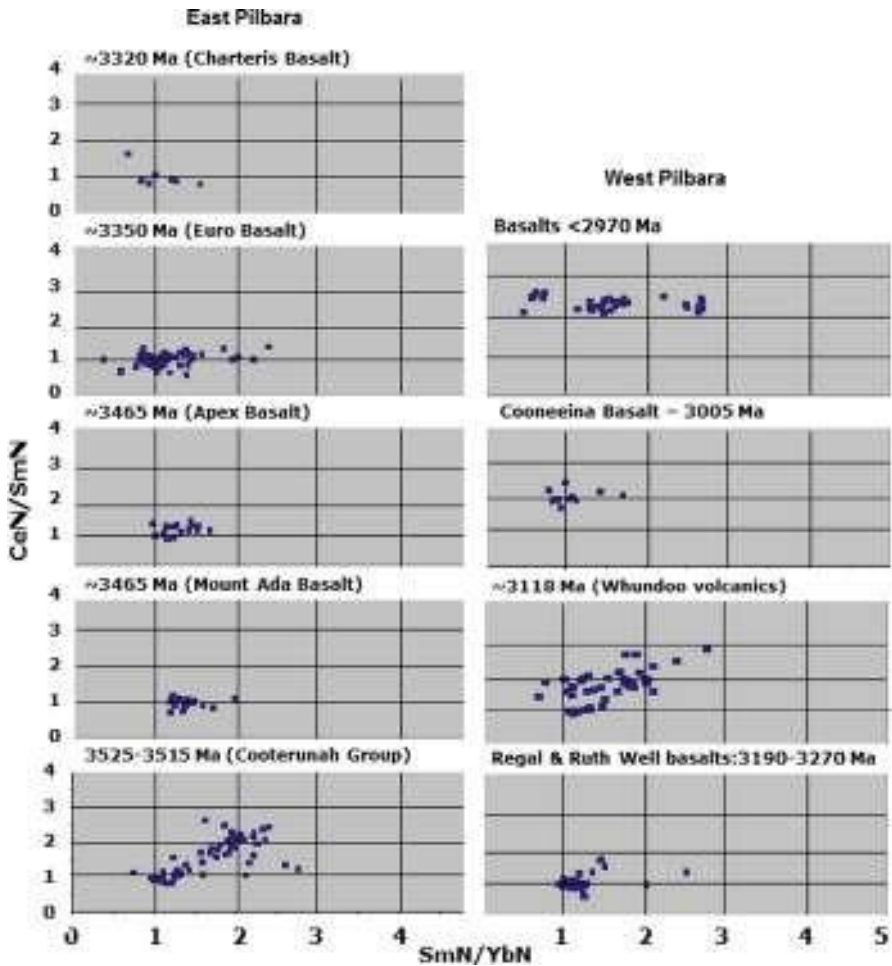 East Pilbara
~3320 Ma (Charteris Basalt)
4
3
2
1
0
~3350 Ma (Euro Basalt)
4
3
2
1
0
~3465 Ma (Apex Basalt)
4
3
2
1
~3465 Ma (Mount Ada Basalt)
4
3
2
1
0
3525-3515 Ma (Cooterunah Group)
4
3
2
1
0
0 1 2 3 4
CeN/SmN
West Pilbara
Basalts <2970 Ma
Cooneeina Basalt - 3005 Ma
~3118 Ma (Whundoo volcanics)
Regal & Ruth Well basalts:3190-3270 Ma
1 2 3 4 5
SmN/YbN